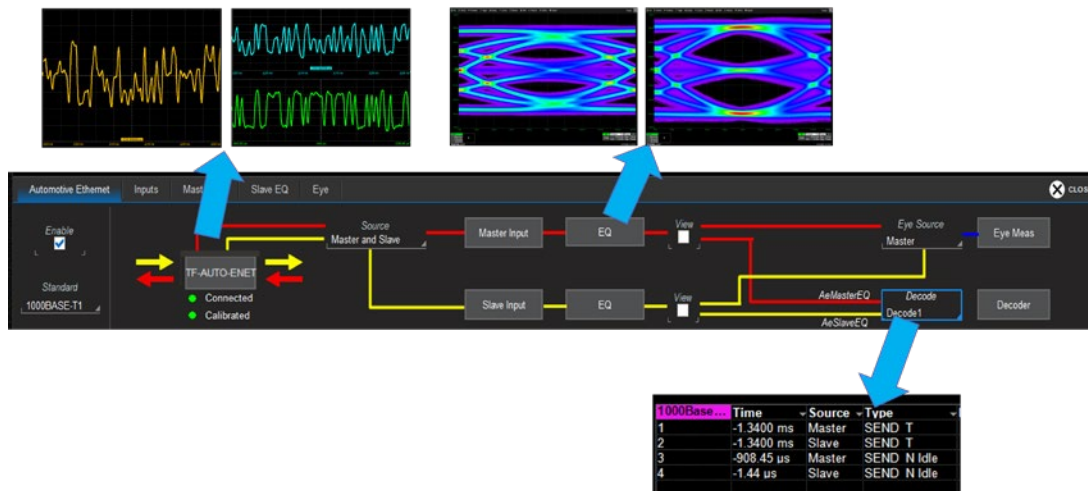 Automotive Ethernet
Inputs
Mast
Slave EQ
Eye
CLOS
Enable
Standard
1000BASE-T1
TF-AUTO-ENET
Connected
Calibrated
Source
Master and Slave
Master Input
EQ
View
Eye Source
Master
Eye Meas
Slave Input
EQ
View
AeMasterEQ
AeSlaveEQ
Decode
Decode1
Decoder
1000Base... Time Source Type
1 -1.3400 ms Master SEND T
2 -1.3400 ms Slave SEND T
3 -908.45 µs Master SEND N Idle
4 -1.44 µs Slave SEND N Idle